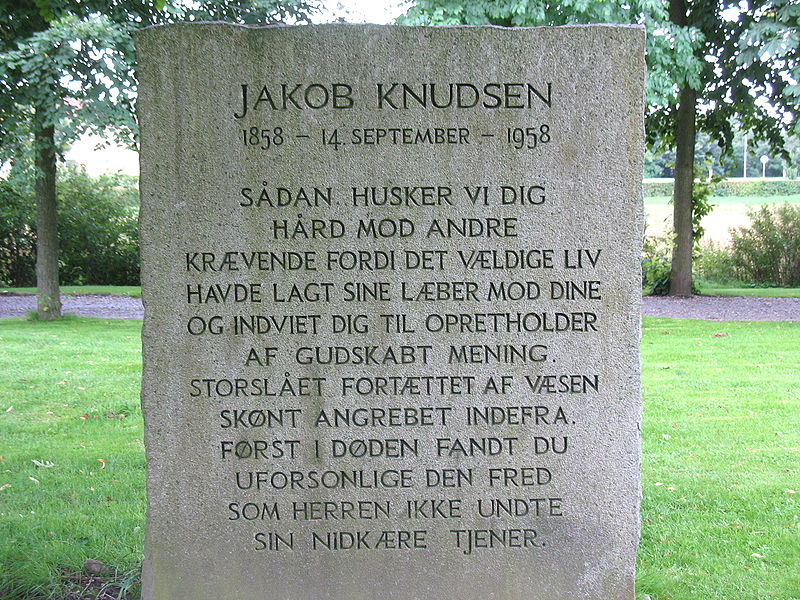 JAKOB KNUDSEN
1858 – 14. SEPTEMBER – 1958
SÅDAN HUSKER VI DIG
HÅRD MOD ANDRE
KRÆVENDE FORDI DET VÆLDIGE LIV
HAVDE LAGT SINE LÆBER MOD DINE
OG INDVIET DIG TIL OPRETHOLDER
AF GUDSKABT MENING.
STORSLÅET FORTÆTTET AF VÆSEN
SKØNT ANGREBET INDEFRA.
FØRST I DØDEN FANDT DU
UFORSONLIGE DEN FRED
SOM HERREN IKKE UNDTE
SIN NIDKÆRE TJENER.